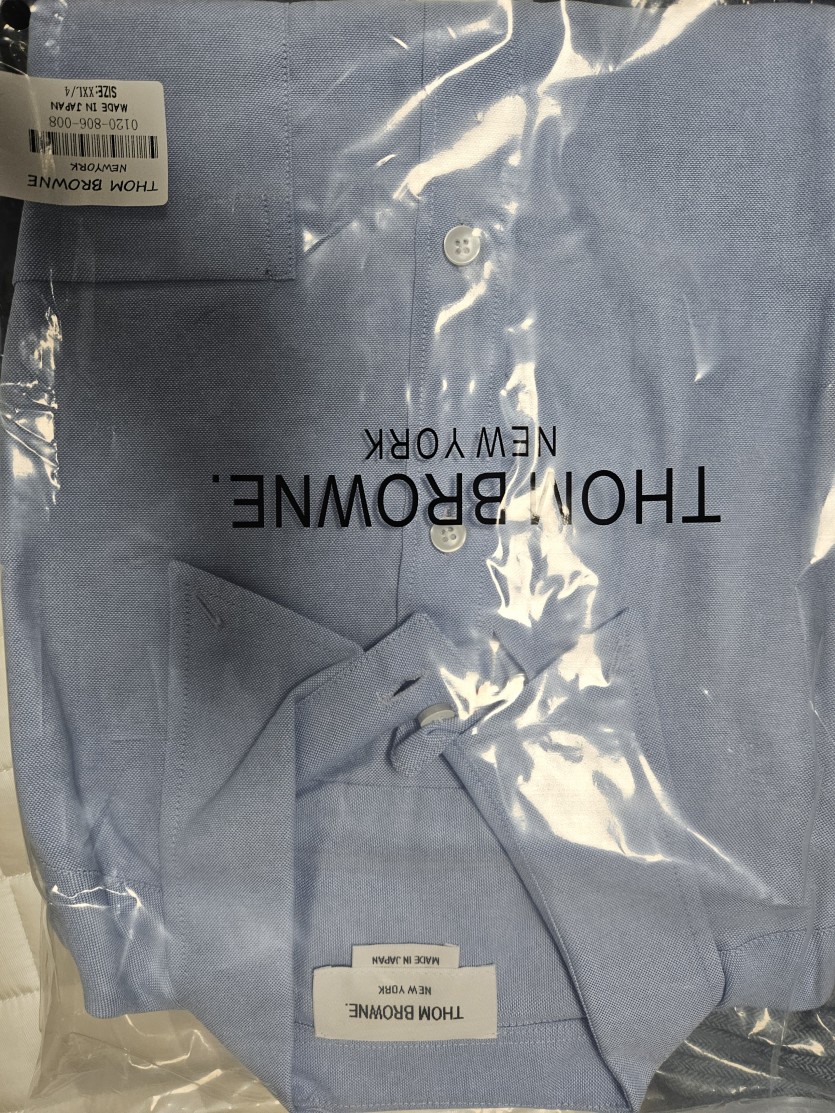 THOM BROWNE
NEWYORK
0120-806-008
MADE IN JAPAN
SIZE:XXL/4
THOM BROWNE.
NEW YORK
THOM BROWNE.
NEW YORK
MADE IN JAPAN